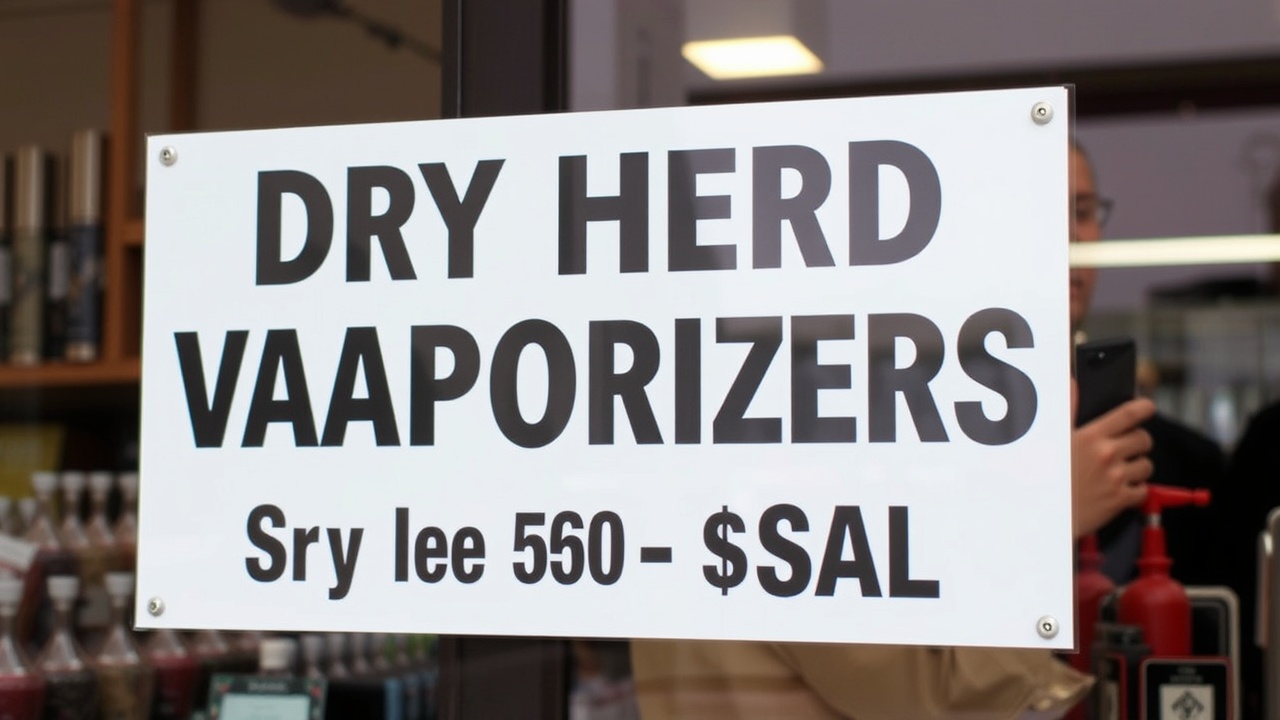 DRY HERD
VAAPORIZERS
Sry lee 560 - $SAL